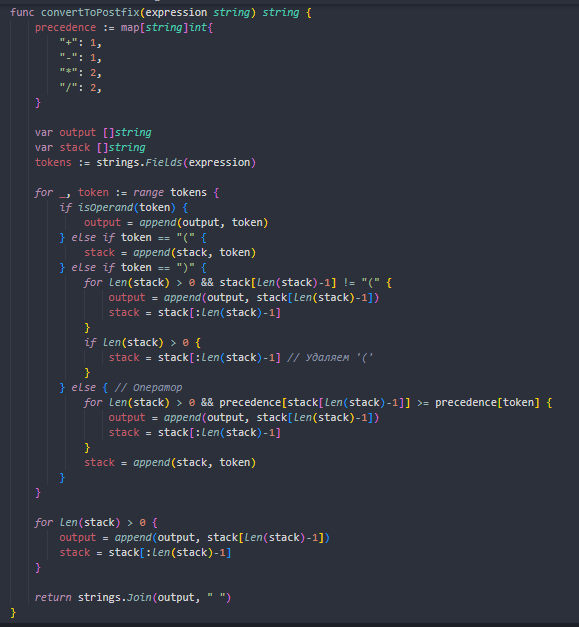 func convertToPostfix(expression string) string {
precedence := map[string]int{
"+": 1,
"-": 1,
"*": 2,
"/": 2,
}
var output []string
var stack []string
tokens := strings.Fields(expression)
for _, token := range tokens {
if isOperand(token) {
output = append(output, token)
} else if token == "(" {
stack = append(stack, token)
} else if token == ")" {
for len(stack) > 0 && stack[len(stack)-1] != "(" {
output = append(output, stack[len(stack)-1])
stack = stack[:len(stack)-1]
}
if len(stack) > 0 {
stack = stack[:len(stack)-1] // Удаляем '('
}
} else { // Оператор
for len(stack) > 0 && precedence[stack[len(stack)-1]] >= precedence[token] {
output = append(output, stack[len(stack)-1])
stack = stack[:len(stack)-1]
}
stack = append(stack, token)
}
}
for len(stack) > 0 {
output = append(output, stack[len(stack)-1])
stack = stack[:len(stack)-1]
}
return strings.Join(output, " ")
}